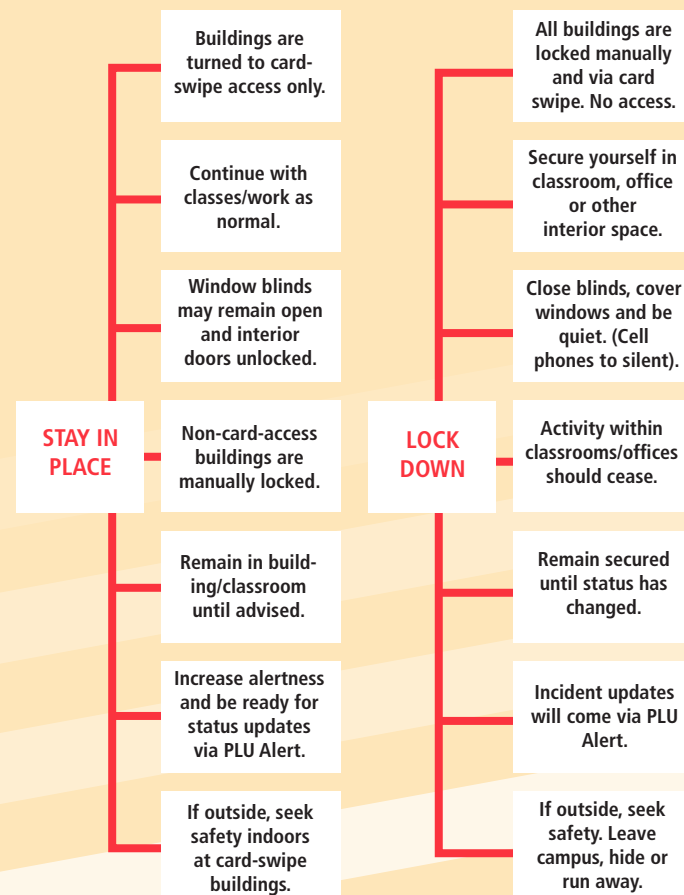 Buildings are
turned to card-
swipe access only.
Continue with
classes/work as
normal.
Window blinds
may remain open
and interior
doors unlocked.
STAY IN
PLACE
Non-card-access
buildings are
manually locked.
Remain in build-
ing/classroom
until advised.
Increase alertness
and be ready for
status updates
via PLU Alert.
If outside, seek
safety indoors
at card-swipe
buildings.
All buildings are
locked manually
and via card
swipe. No access.
Secure yourself in
classroom, office
or other
interior space.
Close blinds, cover
windows and be
quiet. (Cell
phones to silent).
LOCK
DOWN
Activity within
classrooms/offices
should cease.
Remain secured
until status has
changed.
Incident updates
will come via PLU
Alert.
If outside, seek
safety. Leave
campus, hide or
run away.